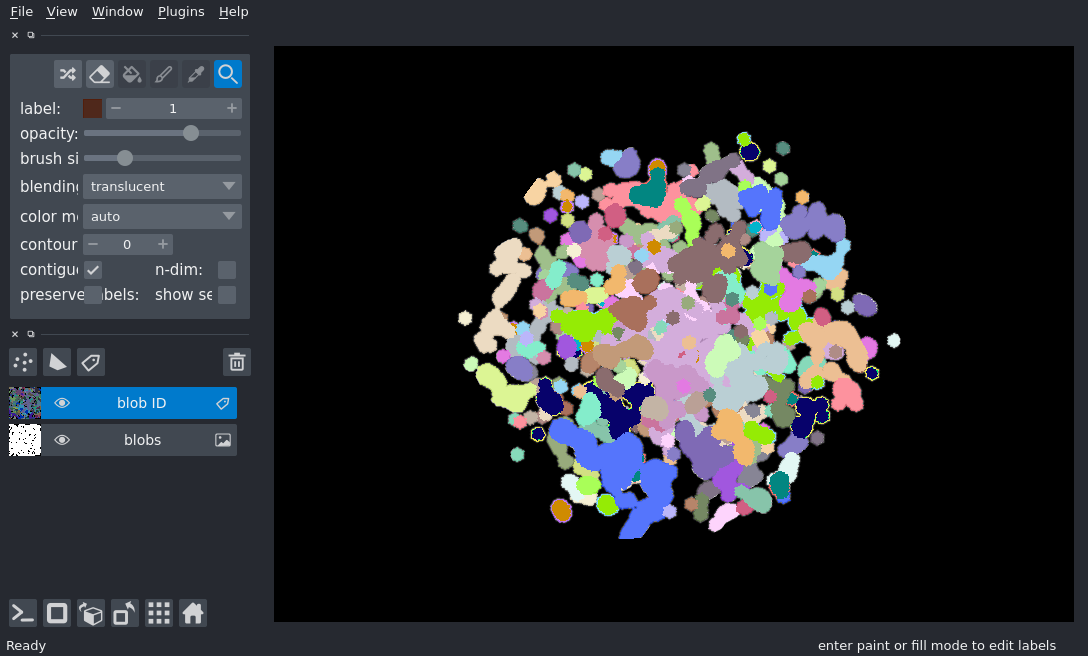 File View Window Plugins Help
label: 1
opacity:
brush si
blending translucent
color m auto
contour 0
contigu n-dim:
preserve abels: show se
blob ID
blobs
Ready enter paint or fill mode to edit labels